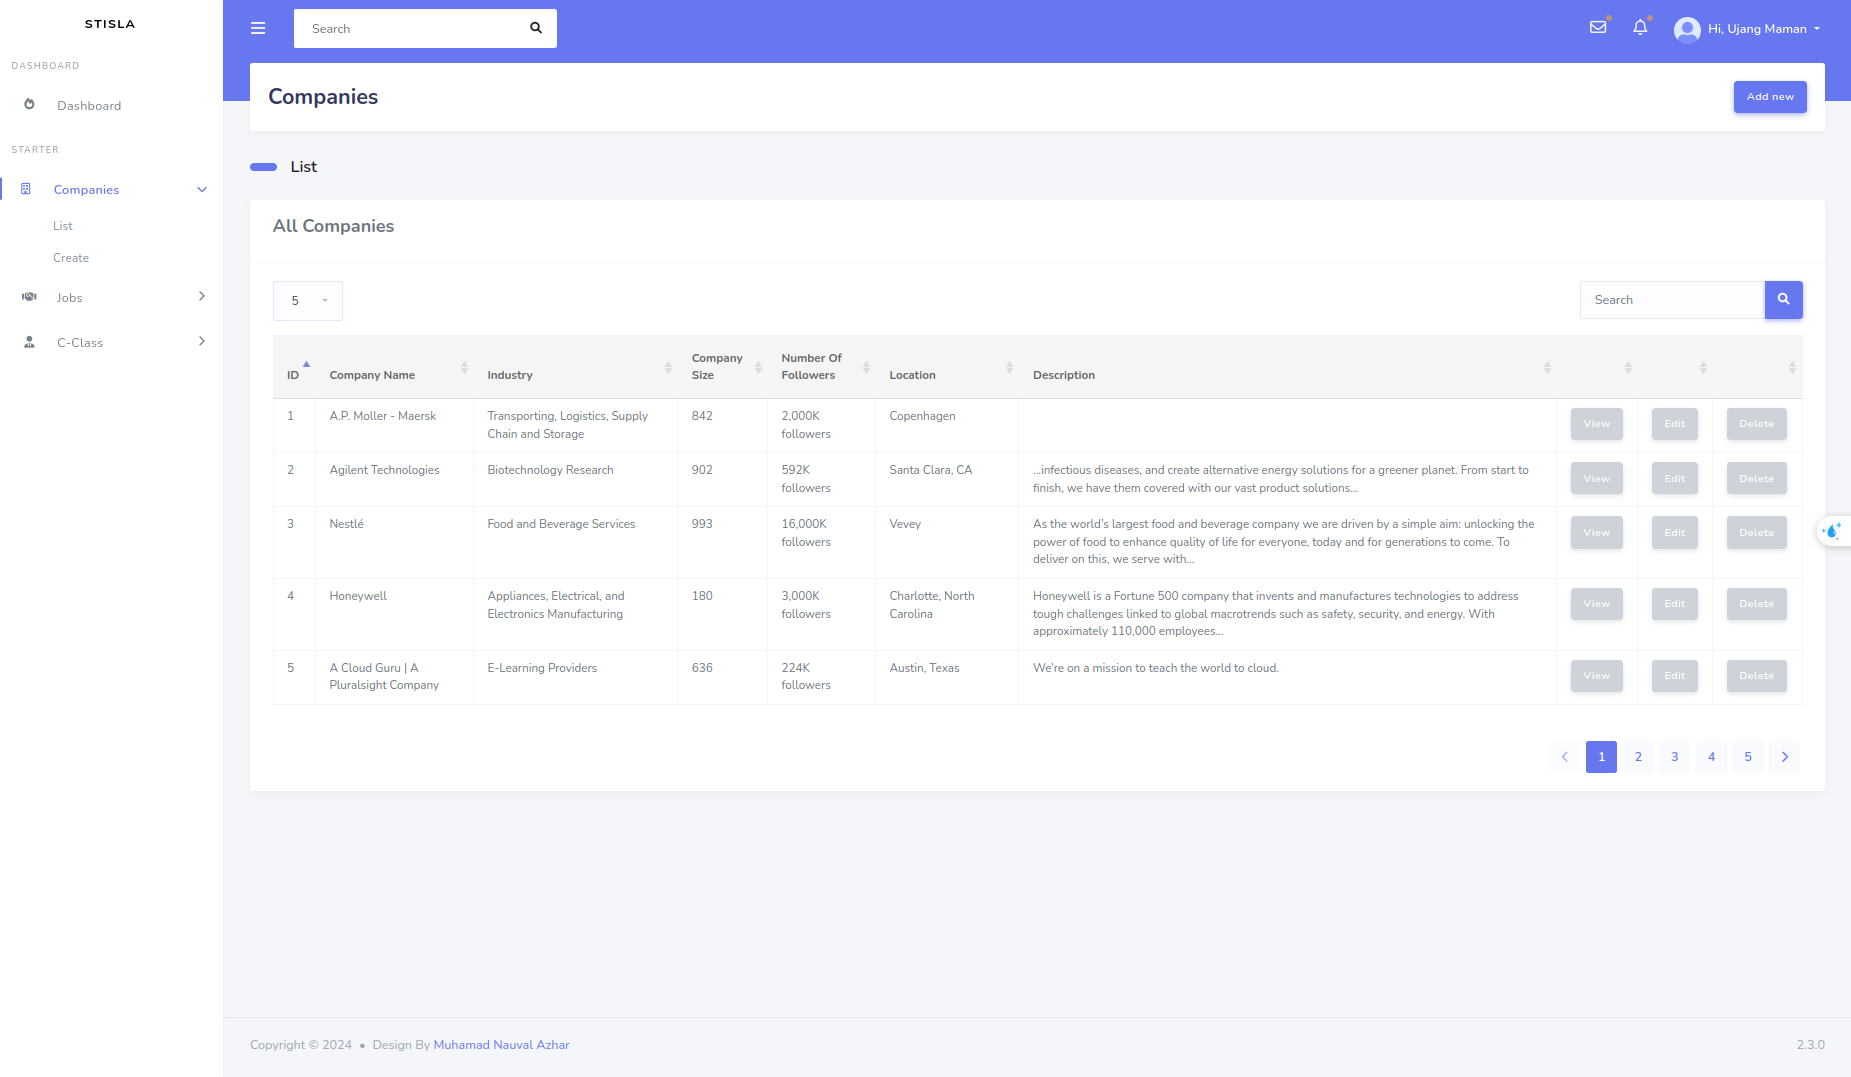 STISLA
Search
Hi, Ujang Maman
DASHBOARD
Dashboard
STARTER
Companies
List
Create
Jobs
C-Class
Companies
Add new
List
All Companies
5
Search
ID
Company Name
Industry
Company
Size
Number Of
Followers
Location
Description
1
A.P. Moller - Maersk
Transporting, Logistics, Supply
Chain and Storage
842
2,000K
followers
Copenhagen
View
Edit
Delete
2
Agilent Technologies
Biotechnology Research
902
592K
followers
Santa Clara, CA
...infectious diseases, and create alternative energy solutions for a greener planet. From start to
finish, we have them covered with our vast product solutions...
View
Edit
Delete
3
Nestlé
Food and Beverage Services
993
16,000K
followers
Vevey
As the world's largest food and beverage company we are driven by a simple aim: unlocking the
power of food to enhance quality of life for everyone, today and for generations to come. To
deliver on this, we serve with...
View
Edit
Delete
4
Honeywell
Appliances, Electrical, and
Electronics Manufacturing
180
3,000K
followers
Charlotte, North
Carolina
Honeywell is a Fortune 500 company that invents and manufactures technologies to address
tough challenges linked to global macrotrends such as safety, security, and energy. With
approximately 110,000 employees...
View
Edit
Delete
5
A Cloud Guru | A
Pluralsight Company
E-Learning Providers
636
224K
followers
Austin, Texas
We're on a mission to teach the world to cloud.
View
Edit
Delete
1 2 3 4 5
Copyright © 2024 • Design By Muhamad Nauval Azhar
2.3.0